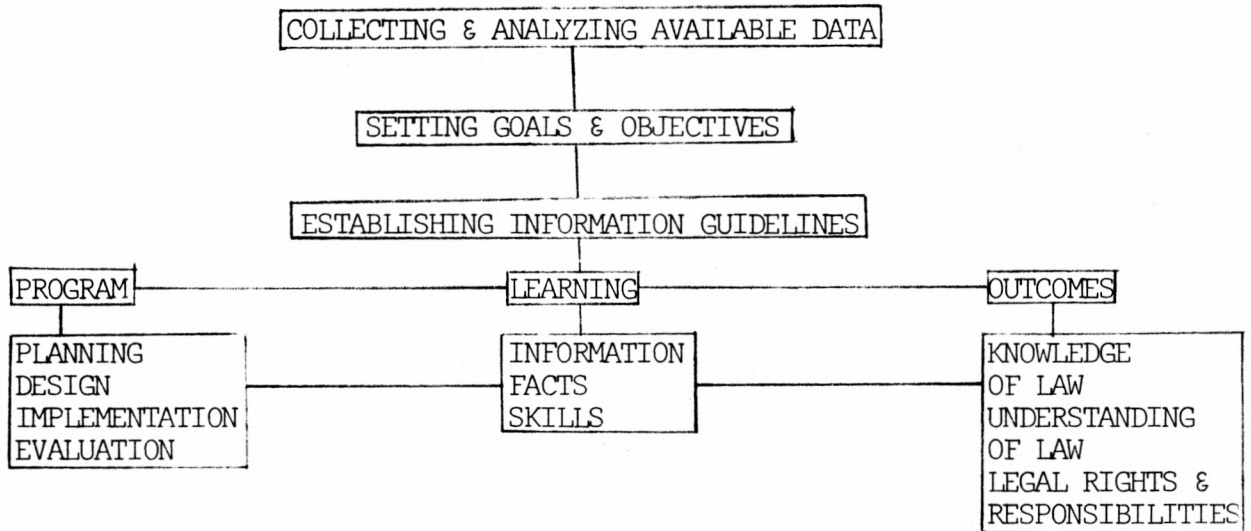 COLLECTING & ANALYZING AVAILABLE DATA
SETTING GOALS & OBJECTIVES
ESTABLISHING INFORMATION GUIDELINES
PROGRAM
LEARNING
OUTCOMES
PLANNING
DESIGN
IMPLEMENTATION
EVALUATION
INFORMATION
FACTS
SKILLS
KNOWLEDGE
OF LAW
UNDERSTANDING
OF LAW
LEGAL RIGHTS &
RESPONSIBILITIES